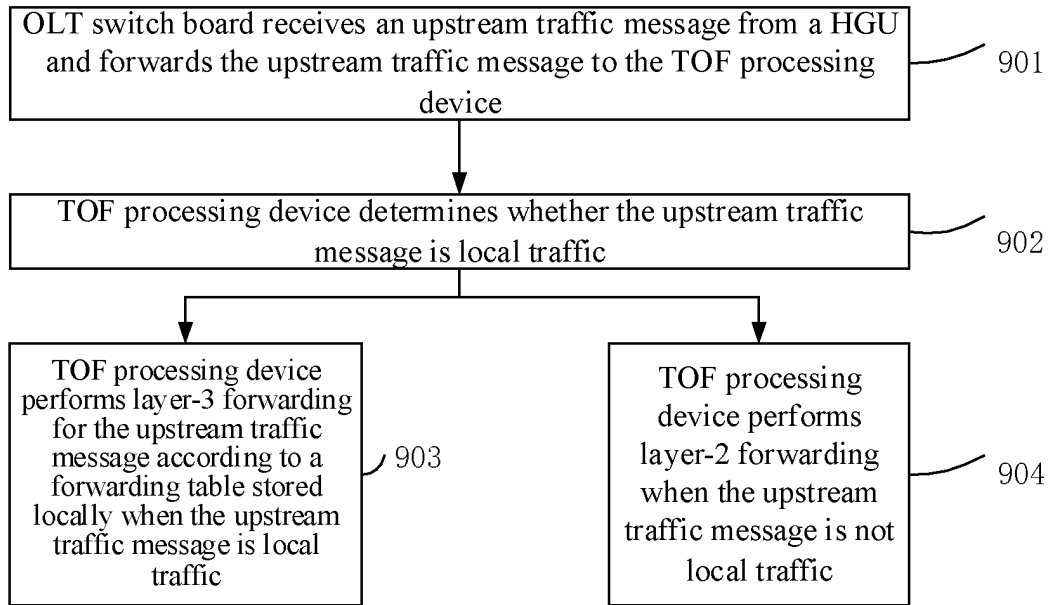 OLT switch board receives an upstream traffic message from a HGU
and forwards the upstream traffic message to the TOF processing
device
901
TOF processing device determines whether the upstream traffic
message is local traffic
902
TOF processing device
performs layer-3 forwarding
for the upstream traffic
message according to a
forwarding table stored
locally when the upstream
traffic message is local
traffic
903
TOF processing
device performs
layer-2 forwarding
when the upstream
traffic message is not
local traffic
904